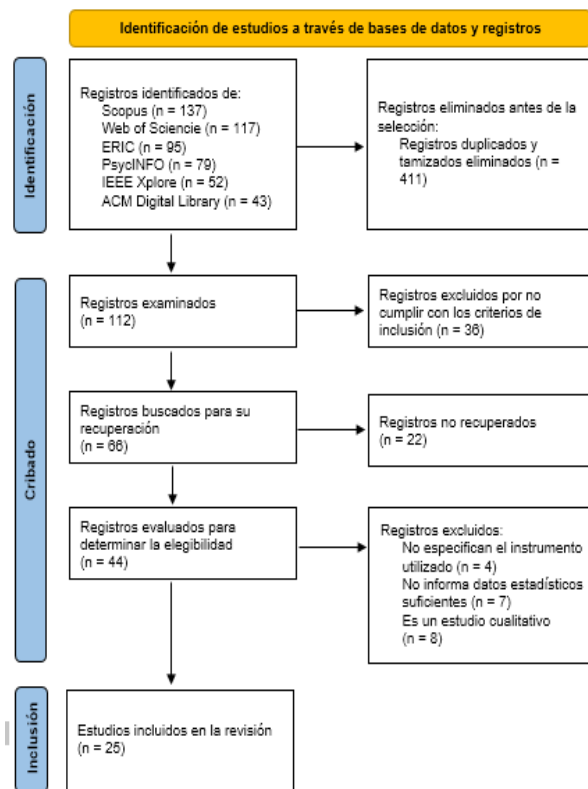 Identificación de estudios a través de bases de datos y registros
Identificación
Registros identificados de:
Scopus (n = 137)
Web of Sciencie (n = 117)
ERIC (n = 95)
PsycINFO (n = 79)
IEEE Xplore (n = 52)
ACM Digital Library (n = 43)
Registros eliminados antes de la
selección:
Registros duplicados y
tamizados eliminados (n =
411)
Cribado
Registros examinados
(n = 112)
Registros excluidos por no
cumplir con los criterios de
inclusión (n = 36)
Registros buscados para su
recuperación
(n = 66)
Registros no recuperados
(n = 22)
Registros evaluados para
determinar la elegibilidad
(n = 44)
Registros excluidos:
No especifican el instrumento
utilizado (n = 4)
No informa datos estadísticos
suficientes (n = 7)
Es un estudio cualitativo
(n = 8)
Inclusión
Estudios incluidos en la revisión
(n = 25)